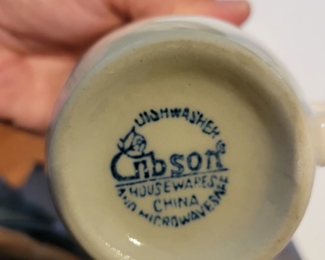 DISHWASHER
Gibson®
HOUSEWARES
CHINA
AND MICROWAVE SAFE